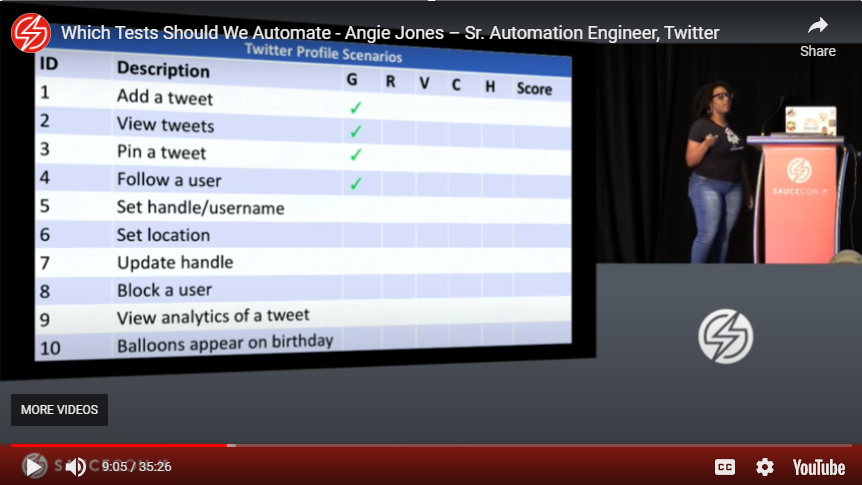 Which Tests Should We Automate - Angie Jones – Sr. Automation Engineer, Twitter
Share
Twitter Profile Scenarios
ID Description G R V C H Score
1 Add a tweet ✓
2 View tweets ✓
3 Pin a tweet ✓
4 Follow a user ✓
5 Set handle/username
6 Set location
7 Update handle
8 Block a user
9 View analytics of a tweet
10 Balloons appear on birthday
SAUCECON
MORE VIDEOS
SAUCECON
9:05 / 35:26
CC
YouTube